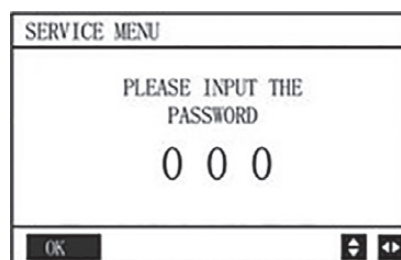 SERVICE MENU
PLEASE INPUT THE
PASSWORD
0 0 0
OK